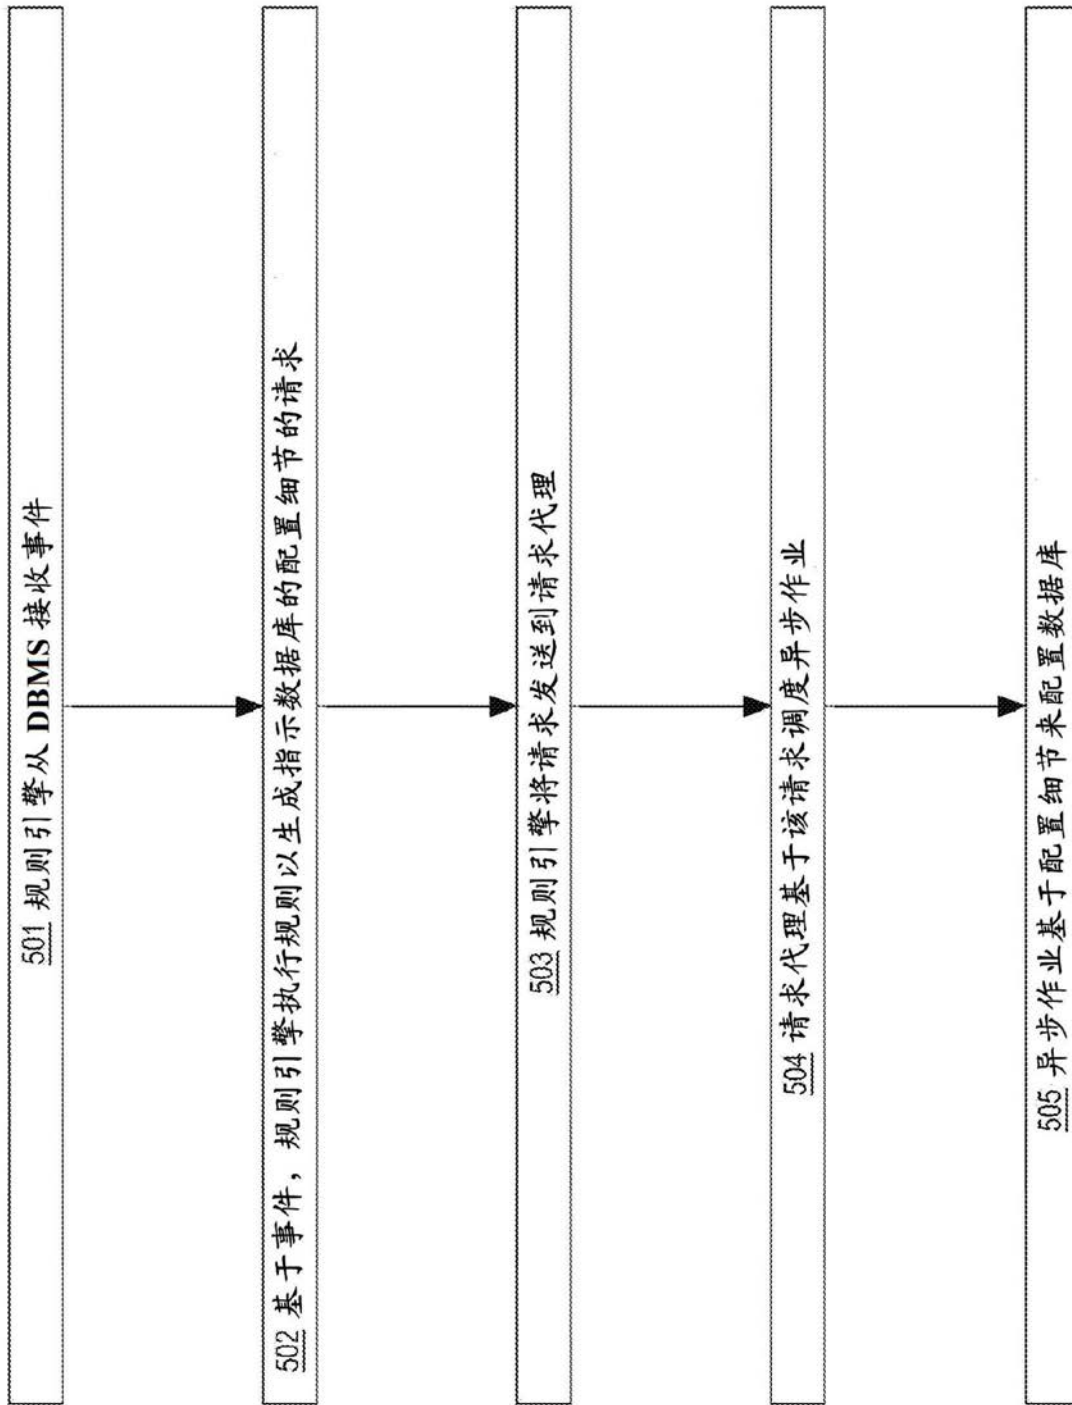 501 规则引擎从 DBMS 接收事件
502 基于事件，规则引擎执行规则以生成指示数据库的配置细节的请求
503 规则引擎将请求发送到请求代理
504 请求代理基于该请求调度异步作业
505 异步作业基于配置细节来配置数据库